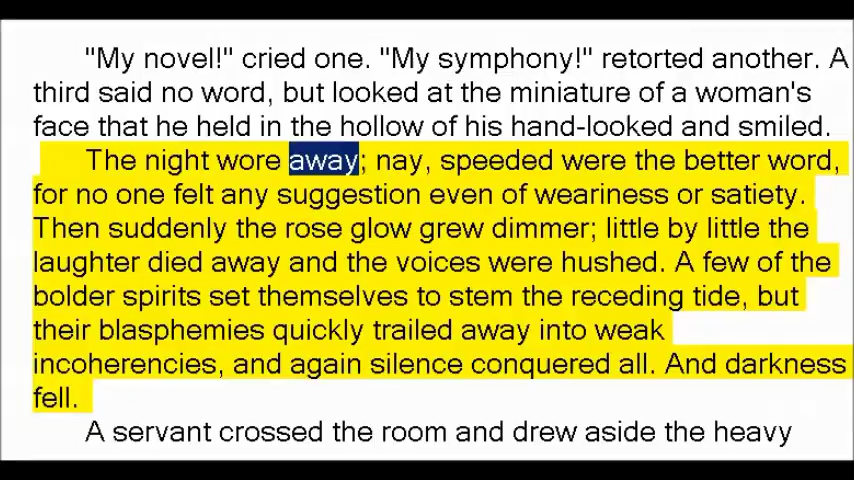 "My novel!" cried one. "My symphony!" retorted another. A
third said no word, but looked at the miniature of a woman's
face that he held in the hollow of his hand-looked and smiled.
The night wore away; nay, speeded were the better word,
for no one felt any suggestion even of weariness or satiety.
Then suddenly the rose glow grew dimmer; little by little the
laughter died away and the voices were hushed. A few of the
bolder spirits set themselves to stem the receding tide, but
their blasphemies quickly trailed away into weak
incoherencies, and again silence conquered all. And darkness
fell.
A servant crossed the room and drew aside the heavy